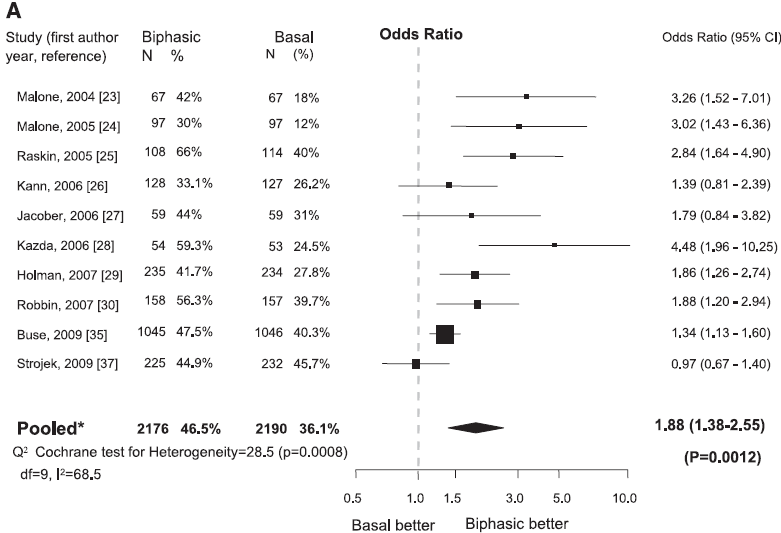 A
Study (first author Biphasic Basal Odds Ratio Odds Ratio (95% CI)
year, reference) N % N (%)
Malone, 2004 [23] 67 42% 67 18% 3.26 (1.52 - 7.01)
Malone, 2005 [24] 97 30% 97 12% 3.02 (1.43 - 6.36)
Raskin, 2005 [25] 108 66% 114 40% 2.84 (1.64 - 4.90)
Kann, 2006 [26] 128 33.1% 127 26.2% 1.39 (0.81 - 2.39)
Jacober, 2006 [27] 59 44% 59 31% 1.79 (0.84 - 3.82)
Kazda, 2006 [28] 54 59.3% 53 24.5% 4.48 (1.96 - 10.25)
Holman, 2007 [29] 235 41.7% 234 27.8% 1.86 (1.26 - 2.74)
Robbin, 2007 [30] 158 56.3% 157 39.7% 1.88 (1.20 - 2.94)
Buse, 2009 [35] 1045 47.5% 1046 40.3% 1.34 (1.13 - 1.60)
Strojek, 2009 [37] 225 44.9% 232 45.7% 0.97 (0.67 - 1.40)
Pooled* 2176 46.5% 2190 36.1% 1.88 (1.38-2.55)
Q² Cochrane test for Heterogeneity=28.5 (p=0.0008) (P=0.0012)
df=9, I²=68.5
0.5 1.0 1.5 3.0 5.0 10.0
Basal better Biphasic better